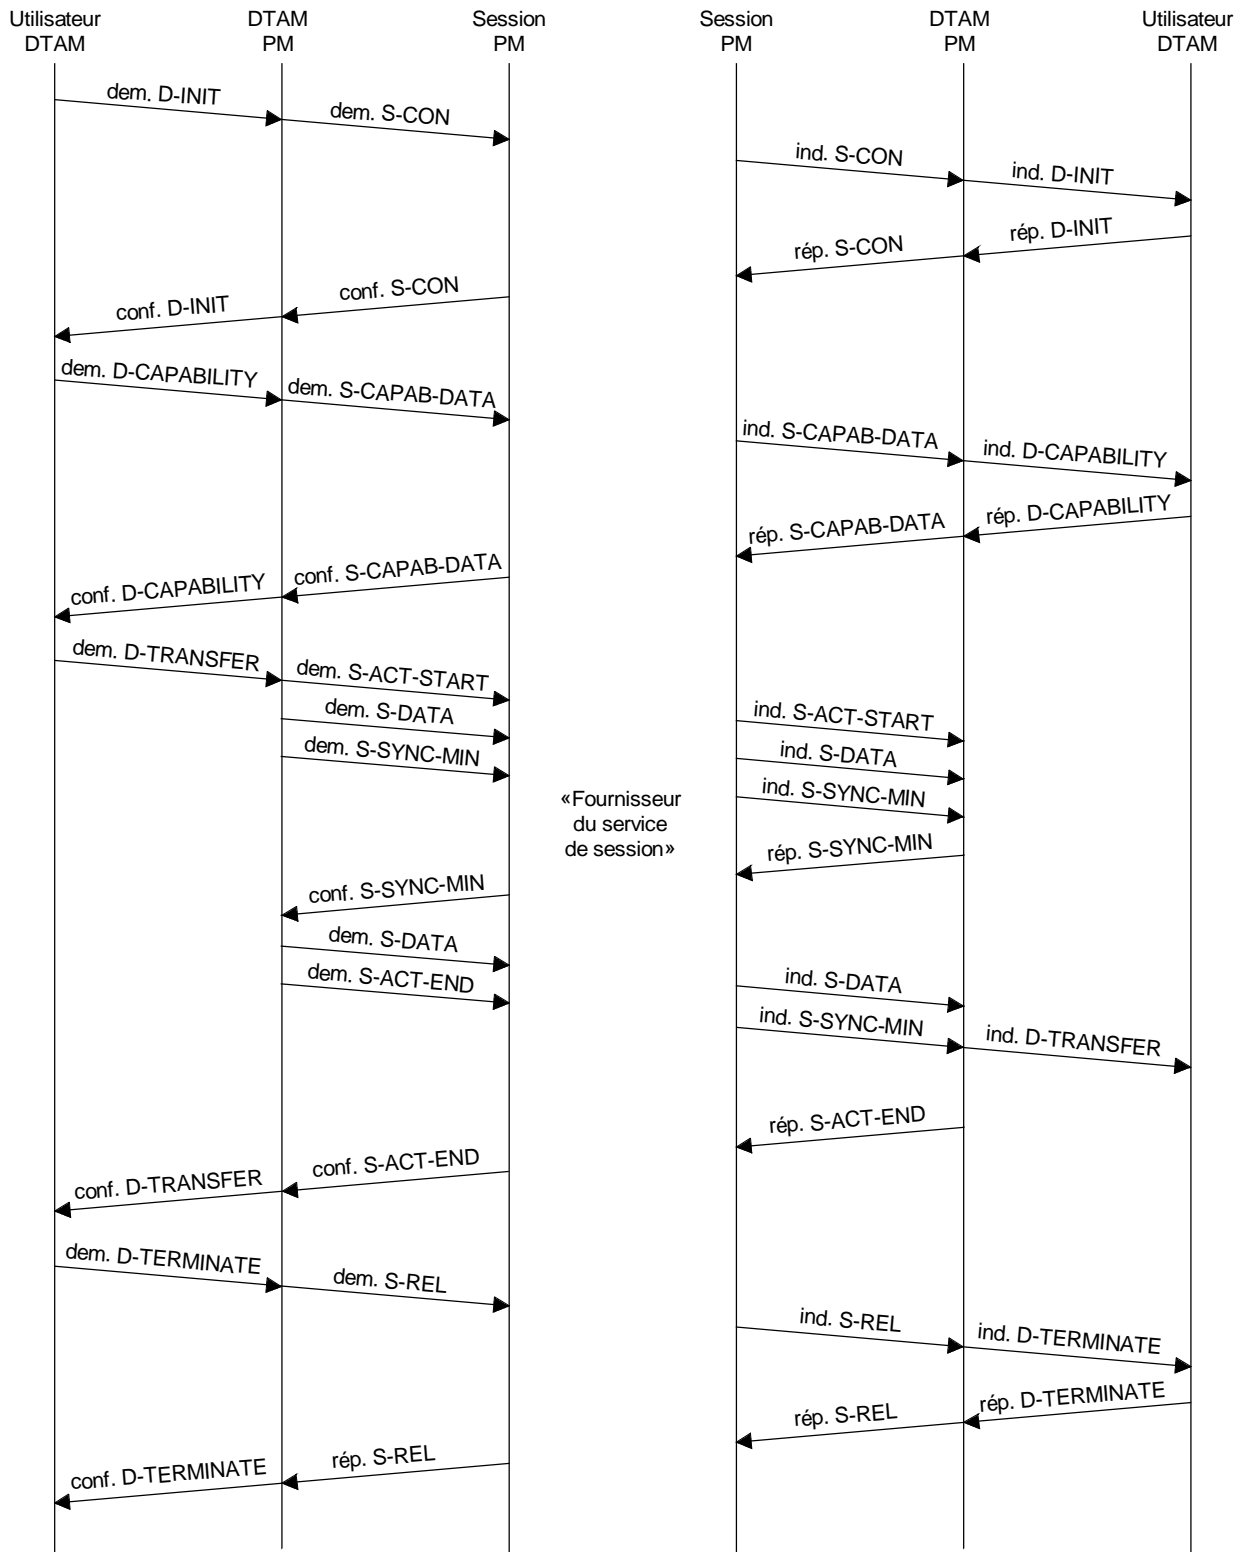 Utilisateur
DTAM
DTAM
PM
Session
PM
Session
PM
DTAM
PM
Utilisateur
DTAM
dem. D-INIT
dem. S-CON
ind. S-CON
ind. D-INIT
rép. D-INIT
rép. S-CON
conf. S-CON
conf. D-INIT
dem. D-CAPABILITY
dem. S-CAPAB-DATA
ind. S-CAPAB-DATA
ind. D-CAPABILITY
rép. D-CAPABILITY
rép. S-CAPAB-DATA
conf. S-CAPAB-DATA
conf. D-CAPABILITY
dem. D-TRANSFER
dem. S-ACT-START
dem. S-DATA
dem. S-SYNC-MIN
ind. S-ACT-START
ind. S-DATA
ind. S-SYNC-MIN
«Fournisseur
du service
de session»
rép. S-SYNC-MIN
conf. S-SYNC-MIN
dem. S-DATA
dem. S-ACT-END
ind. S-DATA
ind. S-SYNC-MIN
ind. D-TRANSFER
rép. S-ACT-END
conf. S-ACT-END
conf. D-TRANSFER
dem. D-TERMINATE
dem. S-REL
ind. S-REL
ind. D-TERMINATE
rép. D-TERMINATE
rép. S-REL
rép. S-REL
conf. D-TERMINATE